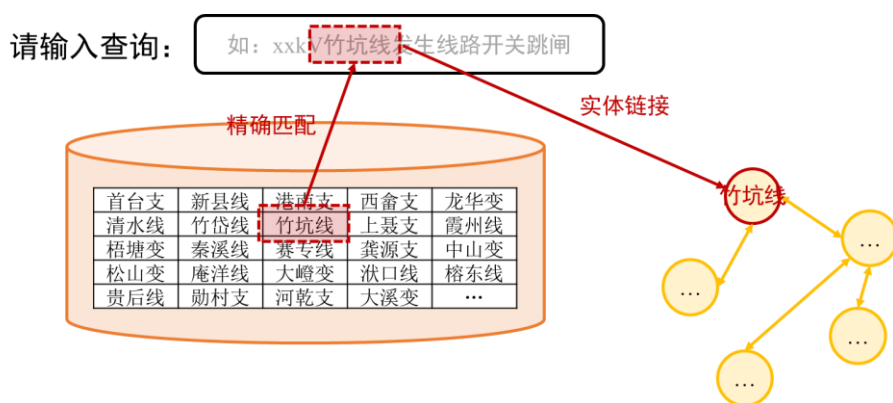 请输入查询：
如：xxkV竹坑线发生线路开关跳闸
精确匹配
实体链接
首台支 新县线 港南支 西畲支 龙华变
清水线 竹岱线 竹坑线 上聂支 霞州线
梧塘变 秦溪线 赛专线 龚源支 中山变
松山变 庵洋线 大嶝变 洑口线 榕东线
贵后线 勋村支 河乾支 大溪变 …
竹坑线
…
…
…
…